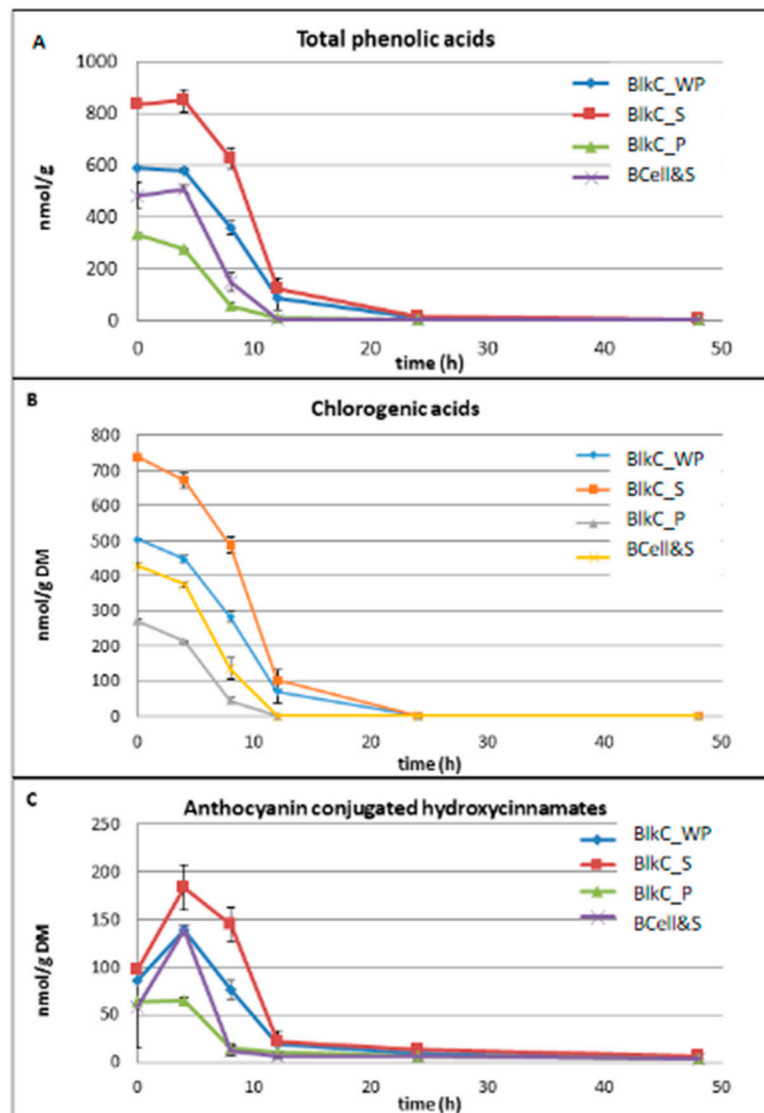 A
Total phenolic acids
nmol/g
1000
800
600
400
200
0
0 10 20 30 40 50
time (h)
BlkC_WP
BlkC_S
BlkC_P
BCell&S
B
Chlorogenic acids
nmol/g DM
800
700
600
500
400
300
200
100
0
0 10 20 30 40 50
time (h)
BlkC_WP
BlkC_S
BlkC_P
BCell&S
C
Anthocyanin conjugated hydroxycinnamates
nmol/g DM
250
200
150
100
50
0
0 10 20 30 40 50
time (h)
BlkC_WP
BlkC_S
BlkC_P
BCell&S